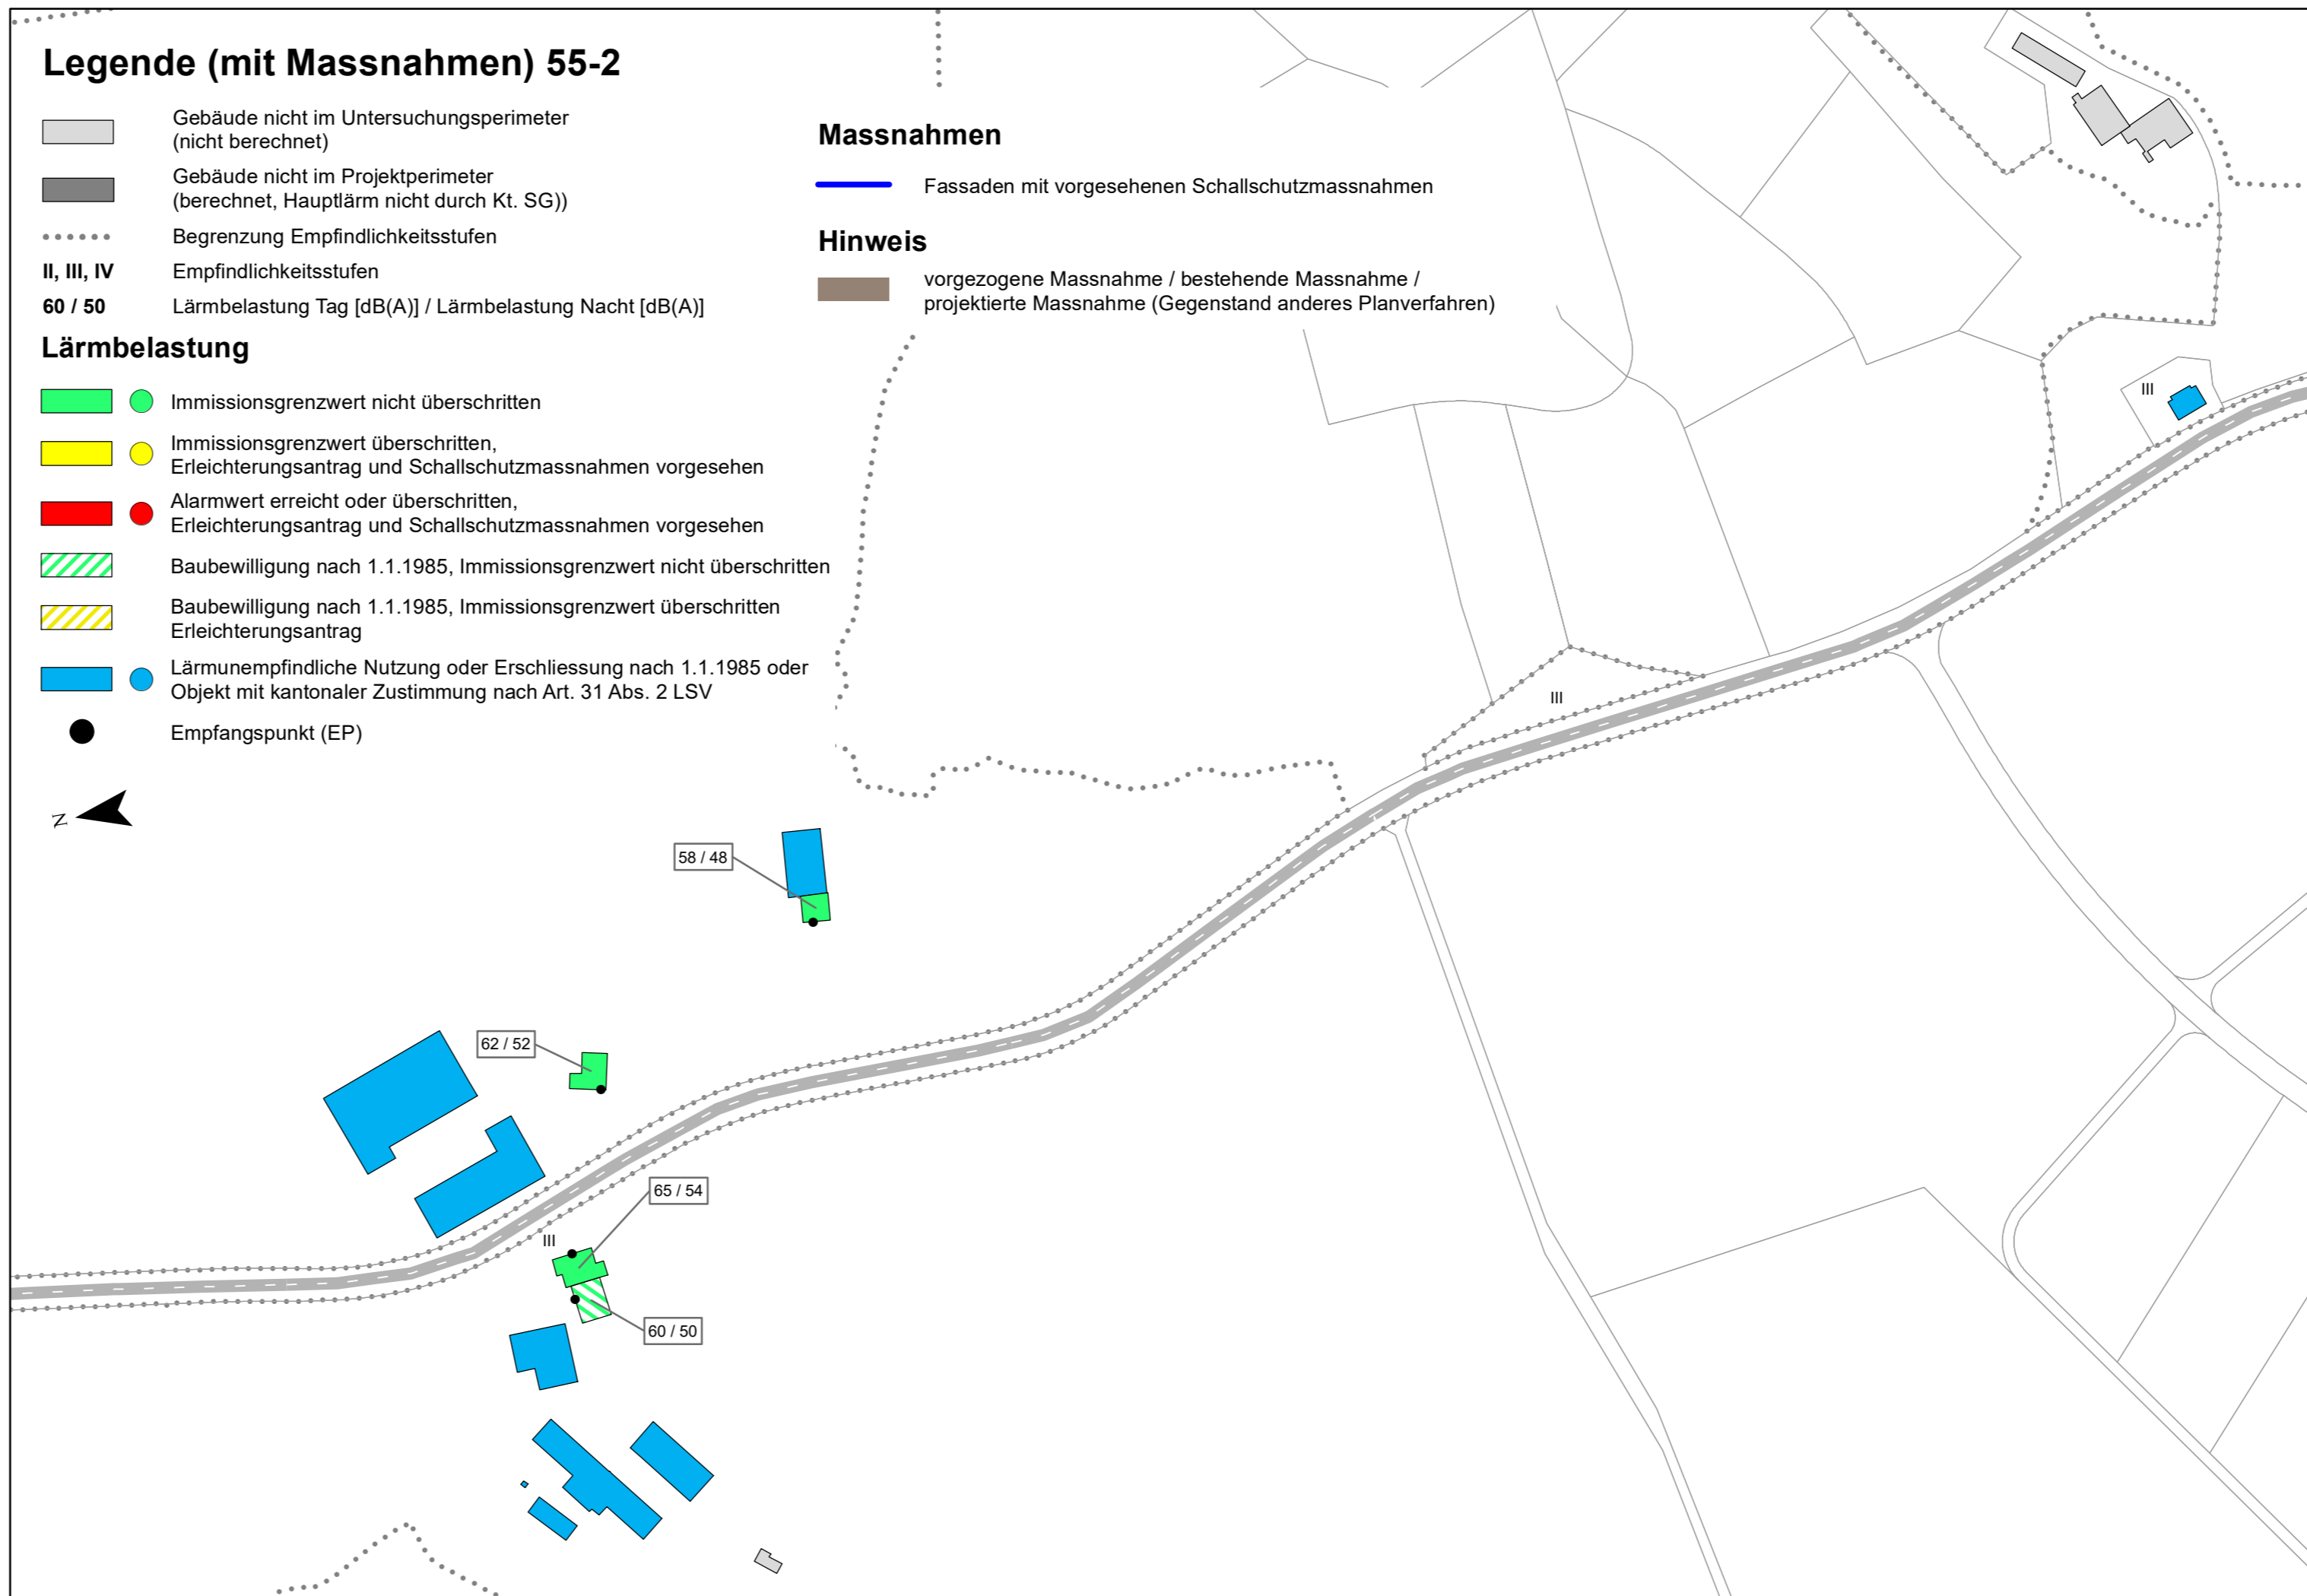 Legende (mit Massnahmen) 55-2
Gebäude nicht im Untersuchungsperimeter
(nicht berechnet)
Gebäude nicht im Projektperimeter
(berechnet, Hauptlärm nicht durch Kt. SG))
Begrenzung Empfindlichkeitsstufen
II, III, IV Empfindlichkeitsstufen
60 / 50 Lärmbelastung Tag [dB(A)] / Lärmbelastung Nacht [dB(A)]
Lärmbelastung
Immissionsgrenzwert nicht überschritten
Immissionsgrenzwert überschritten,
Erleichterungsantrag und Schallschutzmassnahmen vorgesehen
Alarmwert erreicht oder überschritten,
Erleichterungsantrag und Schallschutzmassnahmen vorgesehen
Baubewilligung nach 1.1.1985, Immissionsgrenzwert nicht überschritten
Baubewilligung nach 1.1.1985, Immissionsgrenzwert überschritten
Erleichterungsantrag
Lärmunempfindliche Nutzung oder Erschliessung nach 1.1.1985 oder
Objekt mit kantonaler Zustimmung nach Art. 31 Abs. 2 LSV
Empfangspunkt (EP)
N
Massnahmen
Fassaden mit vorgesehenen Schallschutzmassnahmen
Hinweis
vorgezogene Massnahme / bestehende Massnahme /
projektierte Massnahme (Gegenstand anderes Planverfahren)
III
III
58 / 48
62 / 52
65 / 54
III
60 / 50